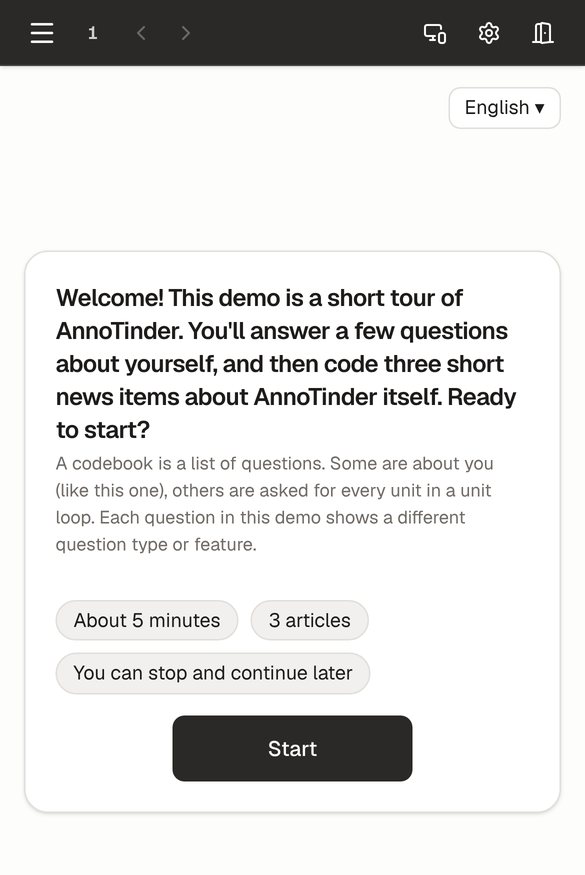 1
English ▾
Welcome! This demo is a short tour of
AnnoTinder. You'll answer a few questions
about yourself, and then code three short
news items about AnnoTinder itself. Ready
to start?
A codebook is a list of questions. Some are about you
(like this one), others are asked for every unit in a unit
loop. Each question in this demo shows a different
question type or feature.
About 5 minutes
3 articles
You can stop and continue later
Start